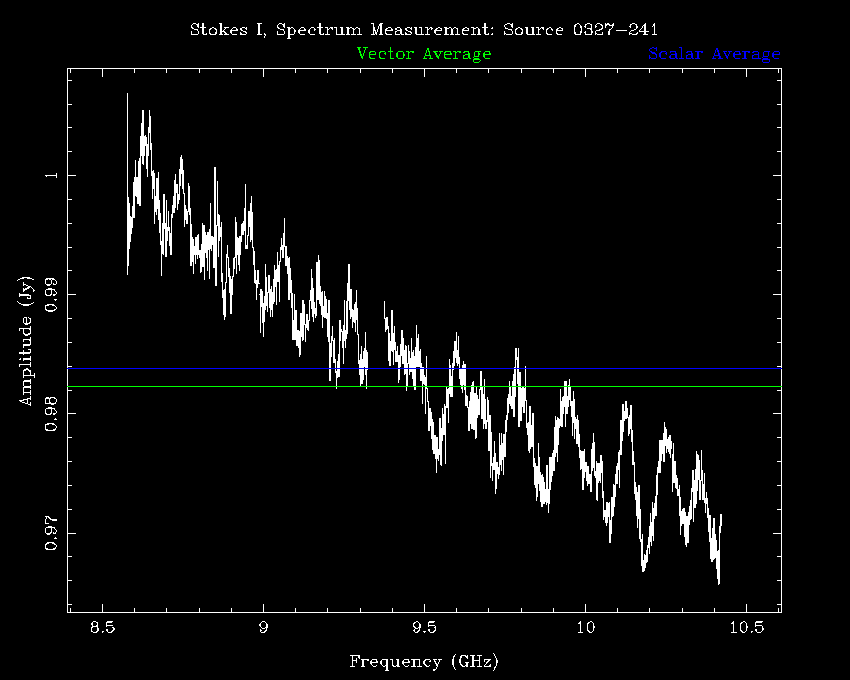 Stokes I, Spectrum Measurement: Source 0327−241
Vector Average Scalar Average
1
0.99
0.98
0.97
Amplitude (Jy)
8.5 9 9.5 10 10.5
Frequency (GHz)